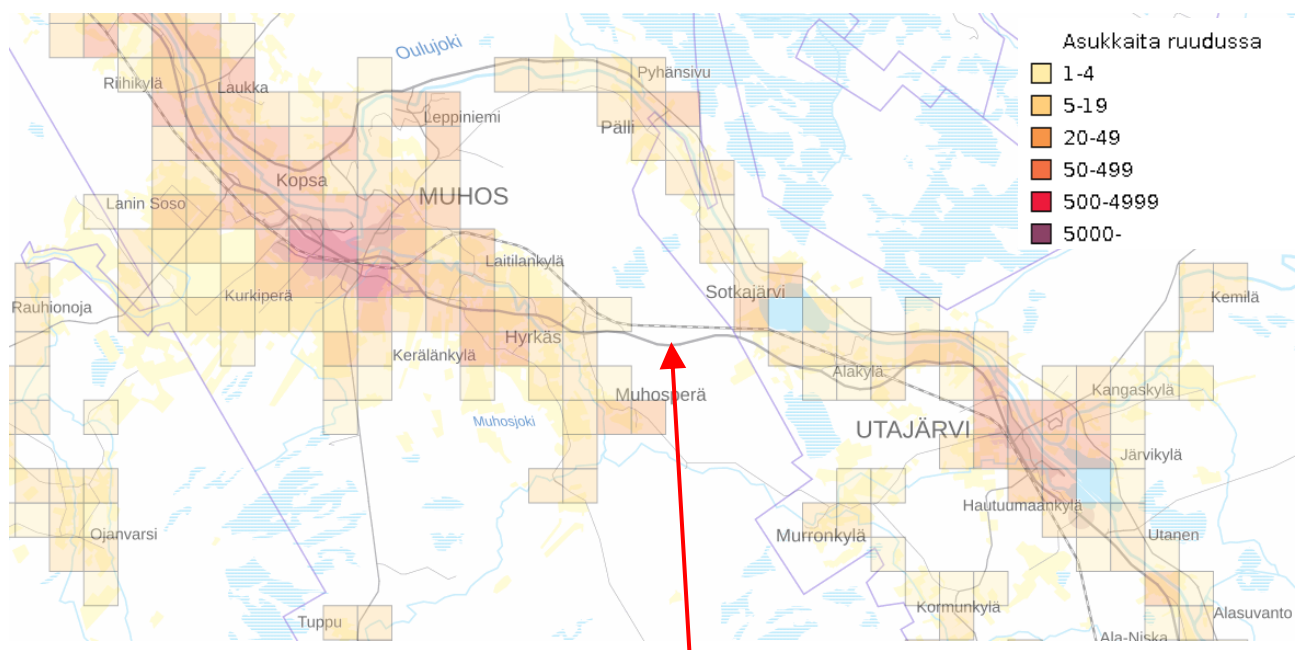 Asukkaita ruudussa
1-4
5-19
20-49
50-499
500-4999
5000-
Oulujoki
Riihikylä
Laukka
Pyhänsivu
Leppiniemi
Pälli
Kopsa
MUHOS
Lanin Soso
Laitilankylä
Rauhionoja
Kurkiperä
Sotkajärvi
Kemilä
Hyrkäs
Kerälänkylä
Alakylä
Muhosperä
Kangaskylä
Muhosjoki
UTAJÄRVI
Järvikylä
Hautuumaankylä
Ojanvarsi
Murronkylä
Utanen
Kormunkylä
Alasuvanto
Tuppu
Ala-Niska